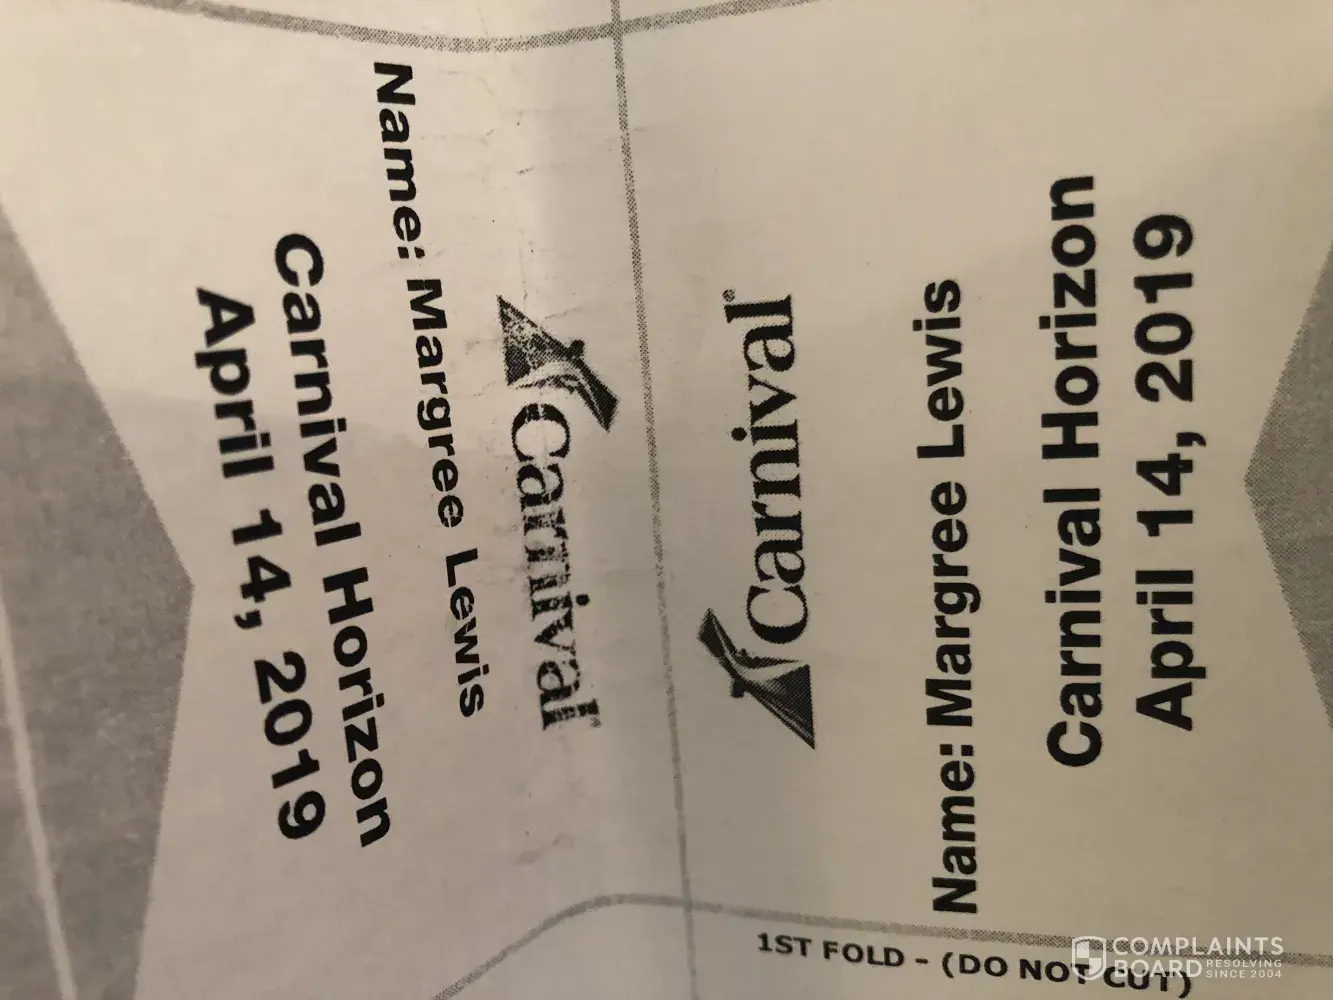 Carnival
Name: Margree Lewis
Carnival Horizon
April 14, 2019
Carnival®
Name: Margree Lewis
Carnival Horizon
April 14, 2019
1ST FOLD - (DO NOT CUT)
COMPLAINTS
BOARD RESOLVING
SINCE 2004